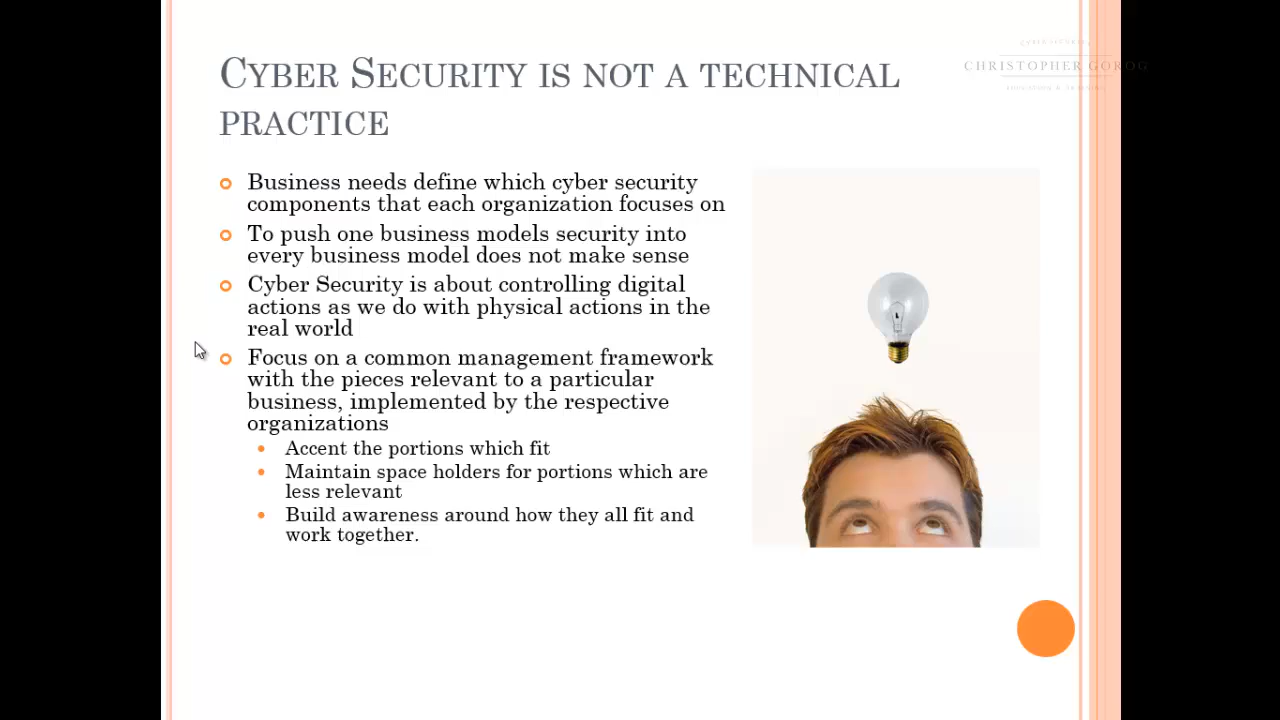 CYBER SECURITY IS NOT A TECHNICAL
PRACTICE
CHRISTOPHER GOROG
Business needs define which cyber security
components that each organization focuses on
To push one business models security into
every business model does not make sense
Cyber Security is about controlling digital
actions as we do with physical actions in the
real world
Focus on a common management framework
with the pieces relevant to a particular
business, implemented by the respective
organizations
Accent the portions which fit
Maintain space holders for portions which are
less relevant
Build awareness around how they all fit and
work together.